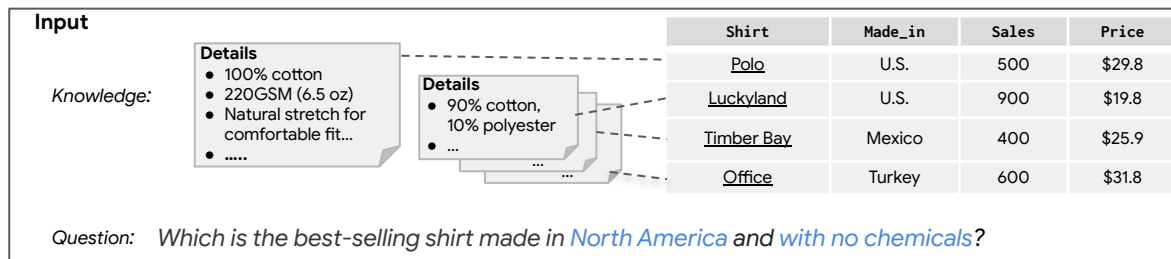 Input
Knowledge:
Details
● 100% cotton
● 220GSM (6.5 oz)
● Natural stretch for
comfortable fit...
● .....
Details
● 90% cotton,
10% polyester
● ...
...
...
Shirt Made_in Sales Price
Polo U.S. 500 $29.8
Luckyland U.S. 900 $19.8
Timber Bay Mexico 400 $25.9
Office Turkey 600 $31.8
Question: Which is the best-selling shirt made in North America and with no chemicals?